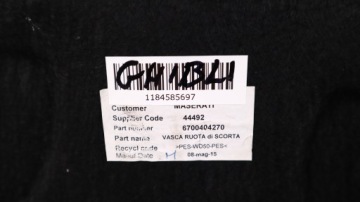 GHIBLI
1184585697
Customer MASERATI
Supplier Code 44492
Part number 6700404270
Part name VASCA RUOTA di SCORTA
Recycl code >PES-WD50-PES<
Manuf Date 08-mag-15